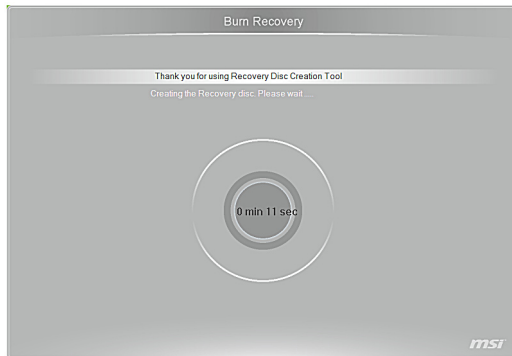 Burn Recovery
Thank you for using Recovery Disc Creation Tool
Creating the Recovery disc. Please wait.....
0 min 11 sec
msi